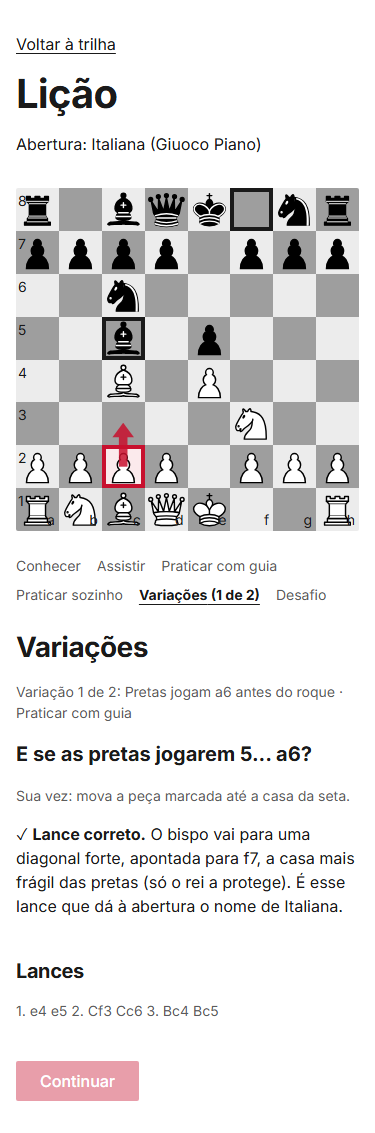 Voltar à trilha
Lição
Abertura: Italiana (Giuoco Piano)
8
7
6
5
4
3
2
1
a b c d e f g h
Conhecer Assistir Praticar com guia
Praticar sozinho Variações (1 de 2) Desafio
Variações
Variação 1 de 2: Pretas jogam a6 antes do roque ·
Praticar com guia
E se as pretas jogarem 5... a6?
Sua vez: mova a peça marcada até a casa da seta.
✓ Lance correto. O bispo vai para uma
diagonal forte, apontada para f7, a casa mais
frágil das pretas (só o rei a protege). É esse
lance que dá à abertura o nome de Italiana.
Lances
1. e4 e5 2. Cf3 Cc6 3. Bc4 Bc5
Continuar